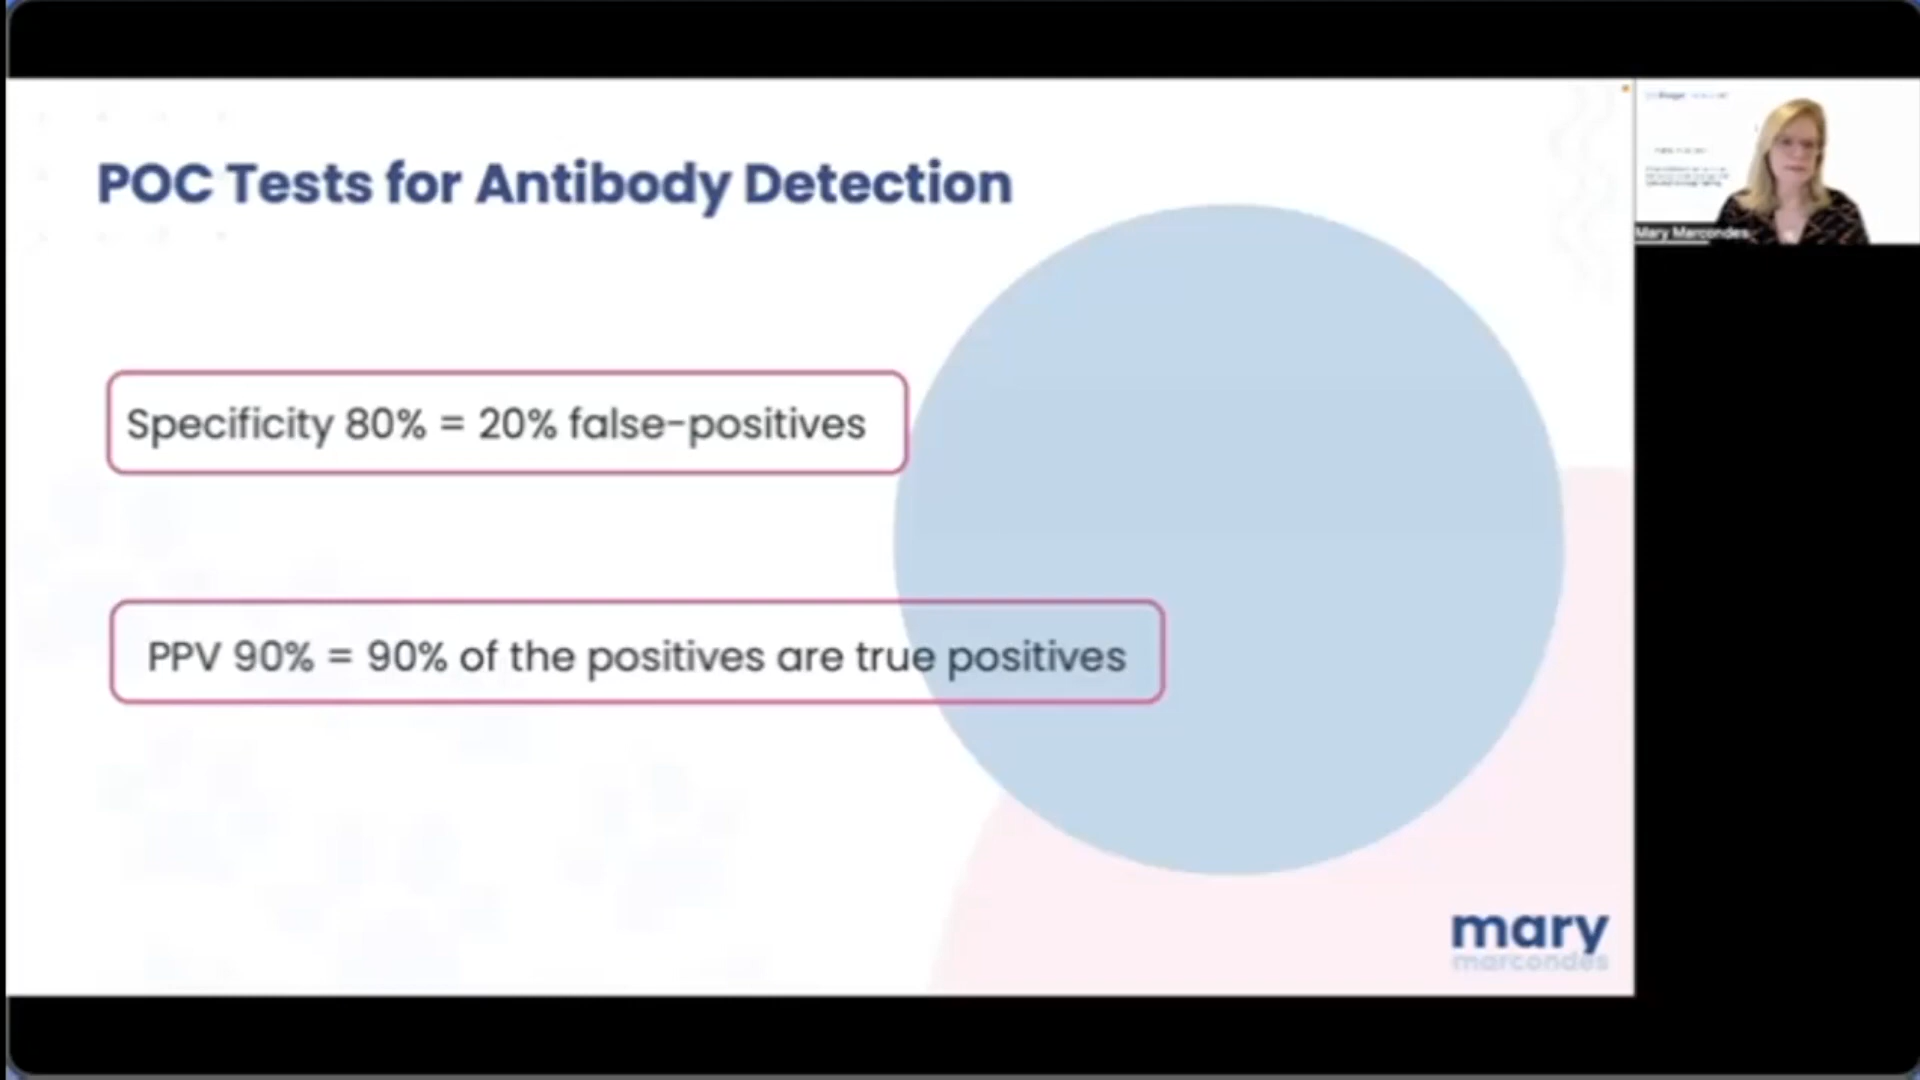 POC Tests for Antibody Detection
Specificity 80% = 20% false-positives
PPV 90% = 90% of the positives are true positives
mary
marcondes
Mary Marcondes